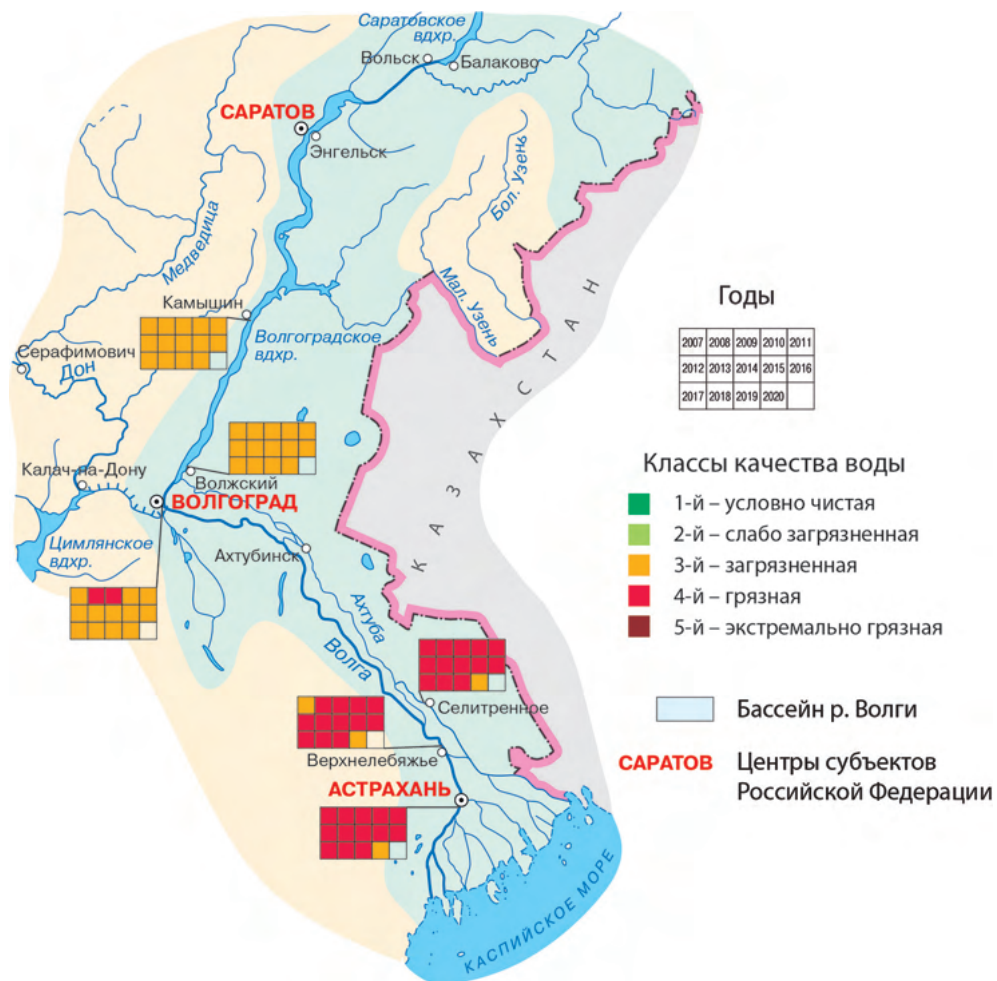 Саратовское
вдхр.
Вольск
Балаково
САРАТОВ
Энгельск
Бол. Узень
Медведица
Мал. Узень
Камышин
Волгоградское
вдхр.
Серафимович
Дон
КАЗАХСТАН
Калач-на-Дону
Волжский
ВОЛГОГРАД
Цимлянское
вдхр.
Ахтубинск
Ахтуба
Волга
Селитренное
Верхнелебяжье
АСТРАХАНЬ
КАСПИЙСКОЕ МОРЕ
Годы
2007 2008 2009 2010 2011
2012 2013 2014 2015 2016
2017 2018 2019 2020
Классы качества воды
1-й – условно чистая
2-й – слабо загрязненная
3-й – загрязненная
4-й – грязная
5-й – экстремально грязная
Бассейн р. Волги
САРАТОВ Центры субъектов
Российской Федерации